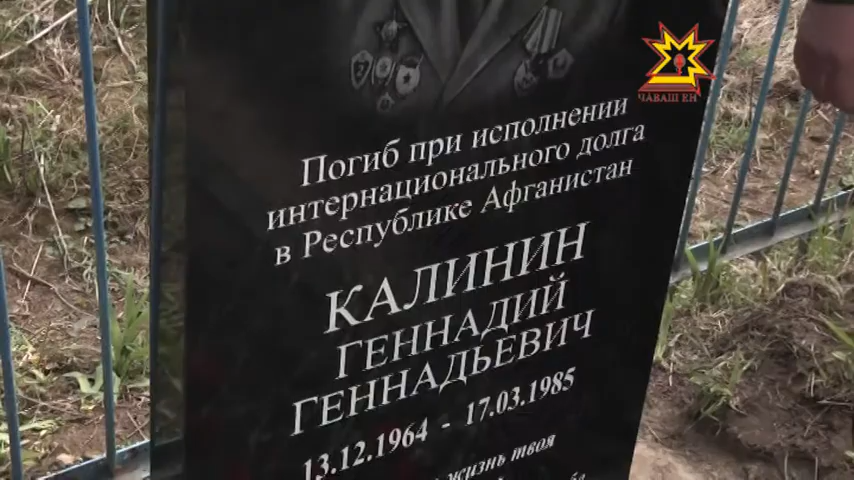 ЧӐВАШ ЕН
Погиб при исполнении
интернационального долга
в Республике Афганистан
КАЛИНИН
ГЕННАДИЙ
ГЕННАДЬЕВИЧ
13.12.1964 - 17.03.1985
жизнь твоя